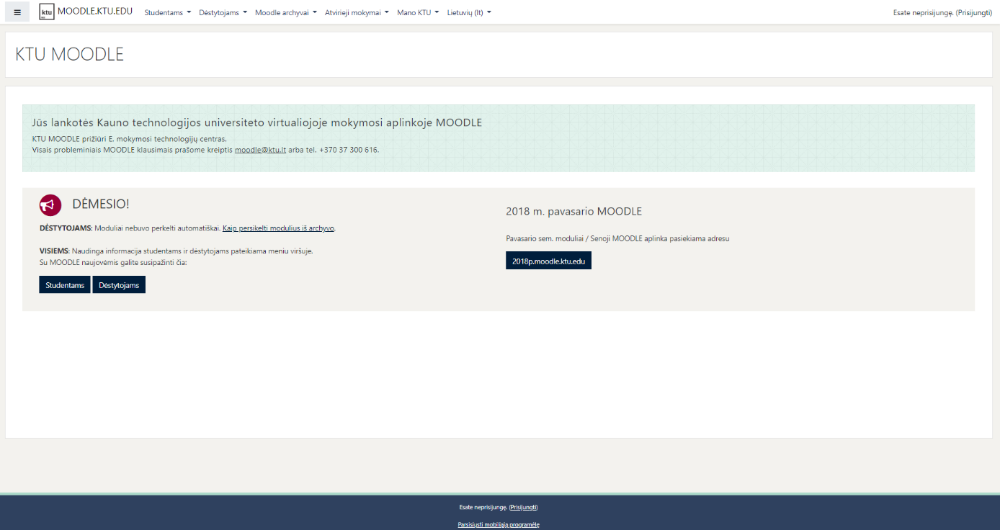 ktu MOODLE.KTU.EDU Studentams Dėstytojams Moodle archyvai Atvirieji mokymai Mano KTU Lietuvių (lt) Esate neprisijungę. (Prisijungti)
KTU MOODLE
Jūs lankotės Kauno technologijos universiteto virtualiojoje mokymosi aplinkoje MOODLE
KTU MOODLE prižiūri E. mokymosi technologijų centras.
Visais probleminiais MOODLE klausimais prašome kreiptis moodle@ktu.lt arba tel. +370 37 300 616.
DĖMESIO!
DĖSTYTOJAMS: Moduliai nebuvo perkelti automatiškai. Kaip persikelti modulius iš archyvo.
VISIEMS: Naudinga informacija studentams ir dėstytojams pateikiama meniu viršuje.
Su MOODLE naujovėmis galite susipažinti čia:
Studentams Dėstytojams
2018 m. pavasario MOODLE
Pavasario sem. moduliai / Senoji MOODLE aplinka pasiekiama adresu
2018p.moodle.ktu.edu
Esate neprisijungę. (Prisijungti)
Parsisiųsti mobiliąją programėlę